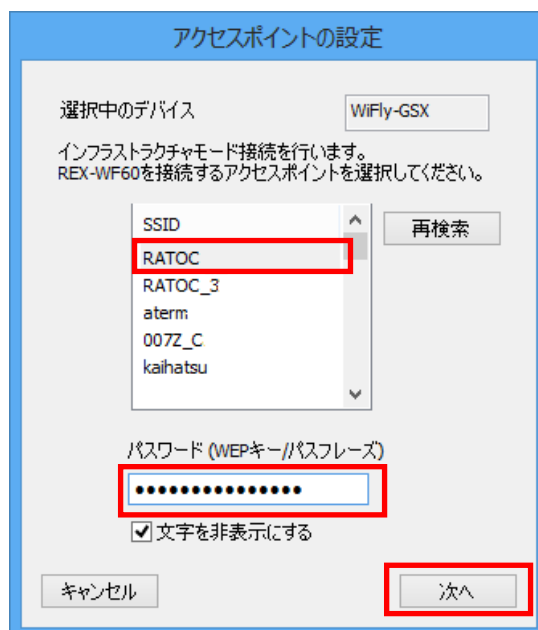 アクセスポイントの設定
選択中のデバイス
WiFly-GSX
インフラストラクチャモード接続を行います。
REX-WF60を接続するアクセスポイントを選択してください。
SSID
再検索
RATOC
RATOC_3
aterm
007Z_C
kaihatsu
パスワード (WEPキー/パスフレーズ)
●●●●●●●●●●●●●●●
文字を非表示にする
キャンセル
次へ